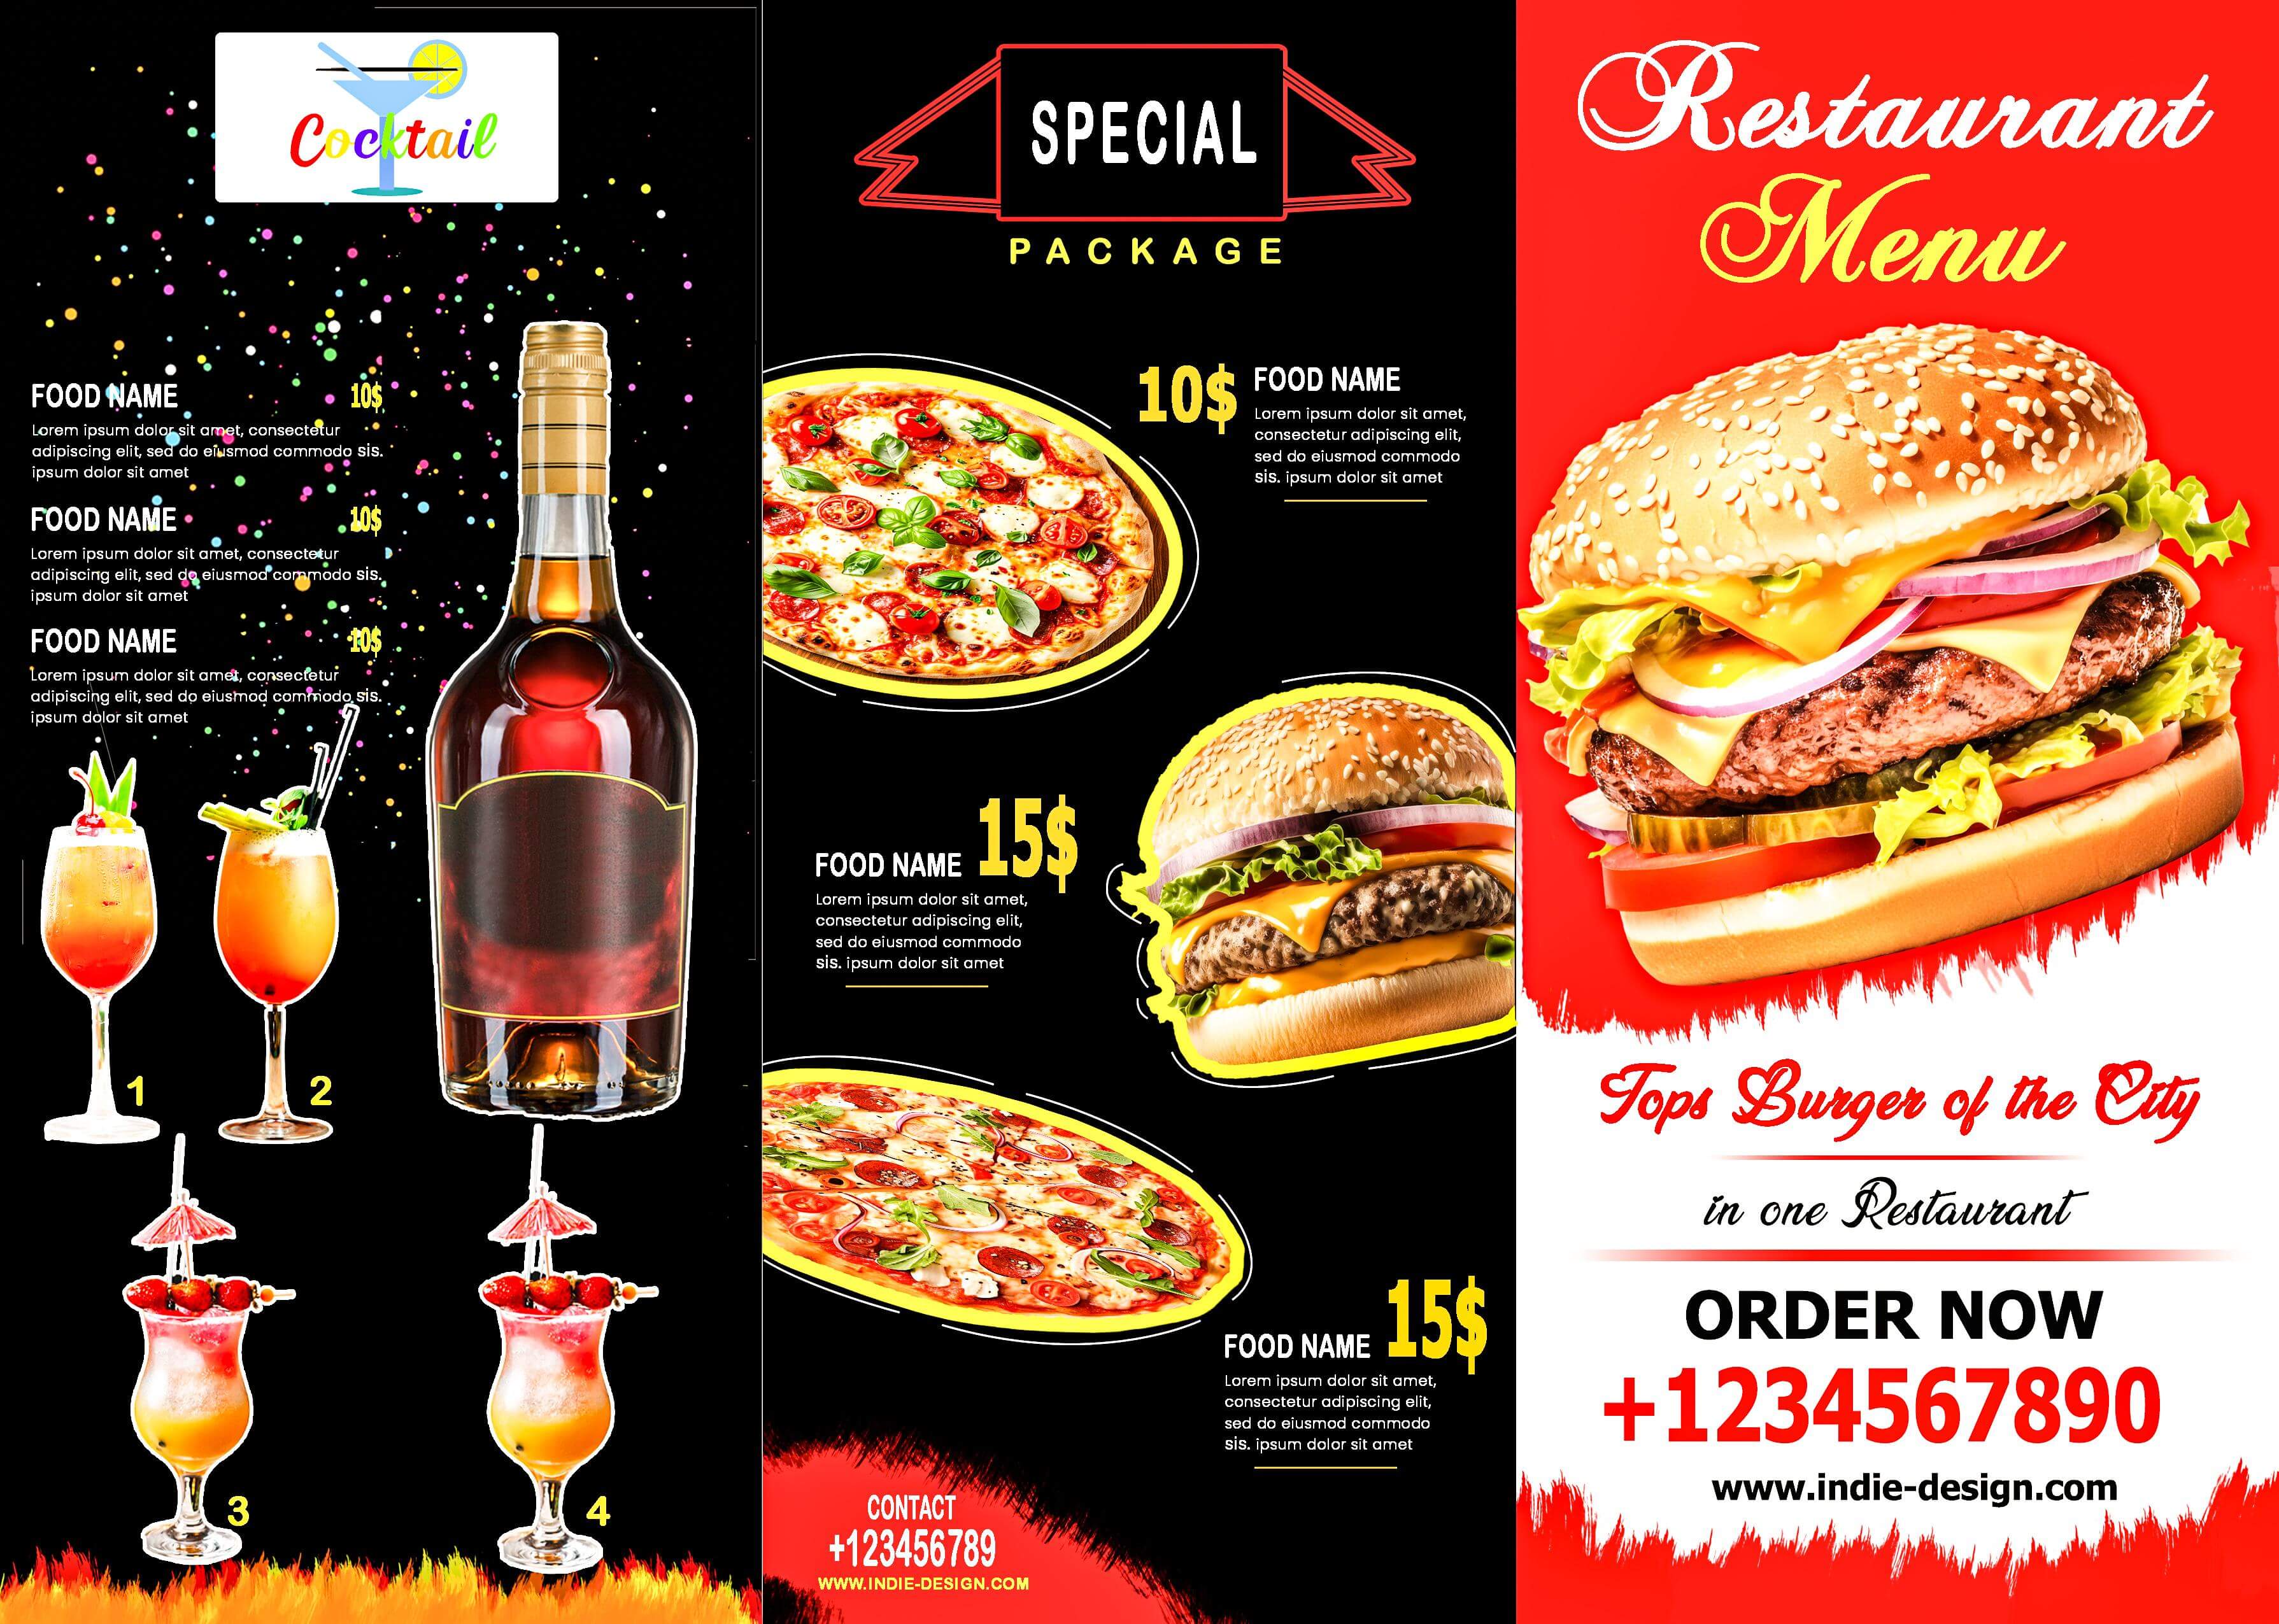 Cocktail
FOOD NAME 10$
Lorem ipsum dolor sit amet, consectetur
adipiscing elit, sed do eiusmod commodo sis.
ipsum dolor sit amet
FOOD NAME 10$
Lorem ipsum dolor sit amet, consectetur
adipiscing elit, sed do eiusmod commodo sis.
ipsum dolor sit amet
FOOD NAME 10$
Lorem ipsum dolor sit amet, consectetur
adipiscing elit, sed do eiusmod commodo sis.
ipsum dolor sit amet
1
2
3
4
SPECIAL
PACKAGE
10$ FOOD NAME
Lorem ipsum dolor sit amet,
consectetur adipiscing elit,
sed do eiusmod commodo
sis. ipsum dolor sit amet
FOOD NAME 15$
Lorem ipsum dolor sit amet,
consectetur adipiscing elit,
sed do eiusmod commodo
sis. ipsum dolor sit amet
FOOD NAME 15$
Lorem ipsum dolor sit amet,
consectetur adipiscing elit,
sed do eiusmod commodo
sis. ipsum dolor sit amet
CONTACT
+123456789
WWW.INDIE-DESIGN.COM
Restaurant
Menu
Tops Burger of the City
in one Restaurant
ORDER NOW
+1234567890
www.indie-design.com